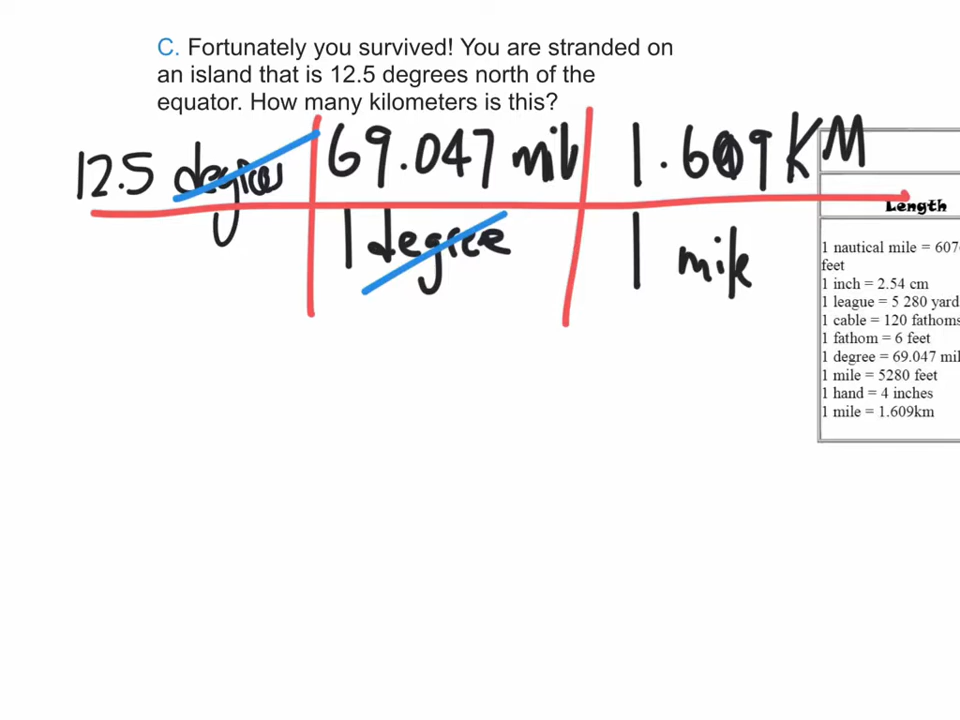 C. Fortunately you survived! You are stranded on
an island that is 12.5 degrees north of the
equator. How many kilometers is this?
12.5 degrees 69.047 mile 1.609 KM
1 degree 1 mile
Length
1 nautical mile = 607
feet
1 inch = 2.54 cm
1 league = 5 280 yard
1 cable = 120 fathoms
1 fathom = 6 feet
1 degree = 69.047 mil
1 mile = 5280 feet
1 hand = 4 inches
1 mile = 1.609km